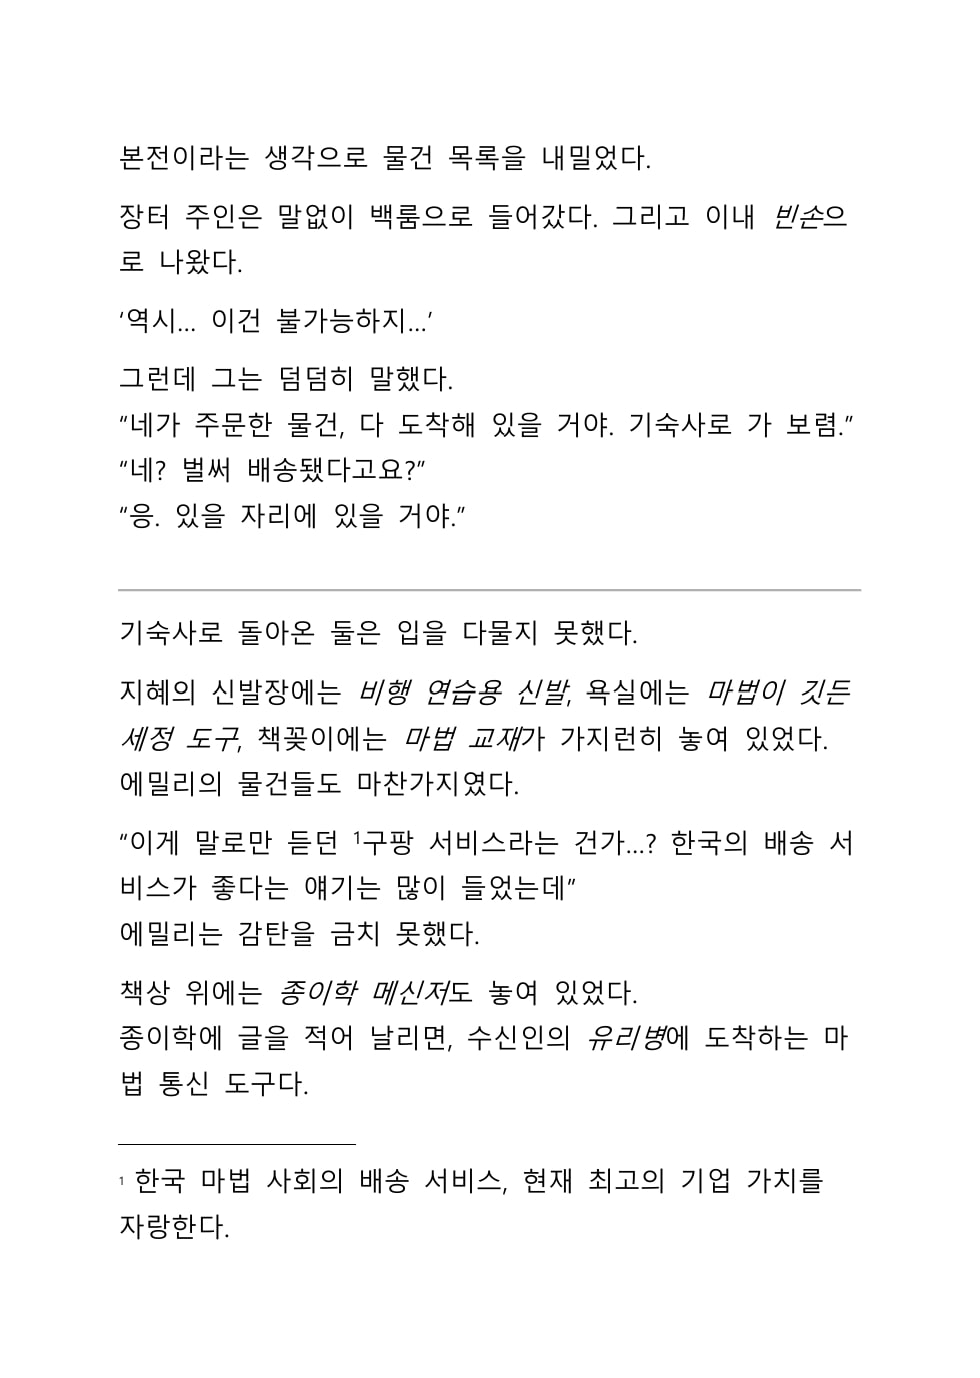 본전이라는 생각으로 물건 목록을 내밀었다.
장터 주인은 말없이 백룸으로 들어갔다. 그리고 이내 빈손으
로 나왔다.
‘역시... 이건 불가능하지...’
그런데 그는 덤덤히 말했다.
“네가 주문한 물건, 다 도착해 있을 거야. 기숙사로 가 보렴.”
“네? 벌써 배송됐다고요?”
“응. 있을 자리에 있을 거야.”
기숙사로 돌아온 둘은 입을 다물지 못했다.
지혜의 신발장에는 비행 연습용 신발, 욕실에는 마법이 깃든
세정 도구, 책꽂이에는 마법 교재가 가지런히 놓여 있었다.
에밀리의 물건들도 마찬가지였다.
“이게 말로만 듣던 ¹구팡 서비스라는 건가...? 한국의 배송 서
비스가 좋다는 얘기는 많이 들었는데”
에밀리는 감탄을 금치 못했다.
책상 위에는 종이학 메신저도 놓여 있었다.
종이학에 글을 적어 날리면, 수신인의 유리병에 도착하는 마
법 통신 도구다.
¹ 한국 마법 사회의 배송 서비스, 현재 최고의 기업 가치를
자랑한다.